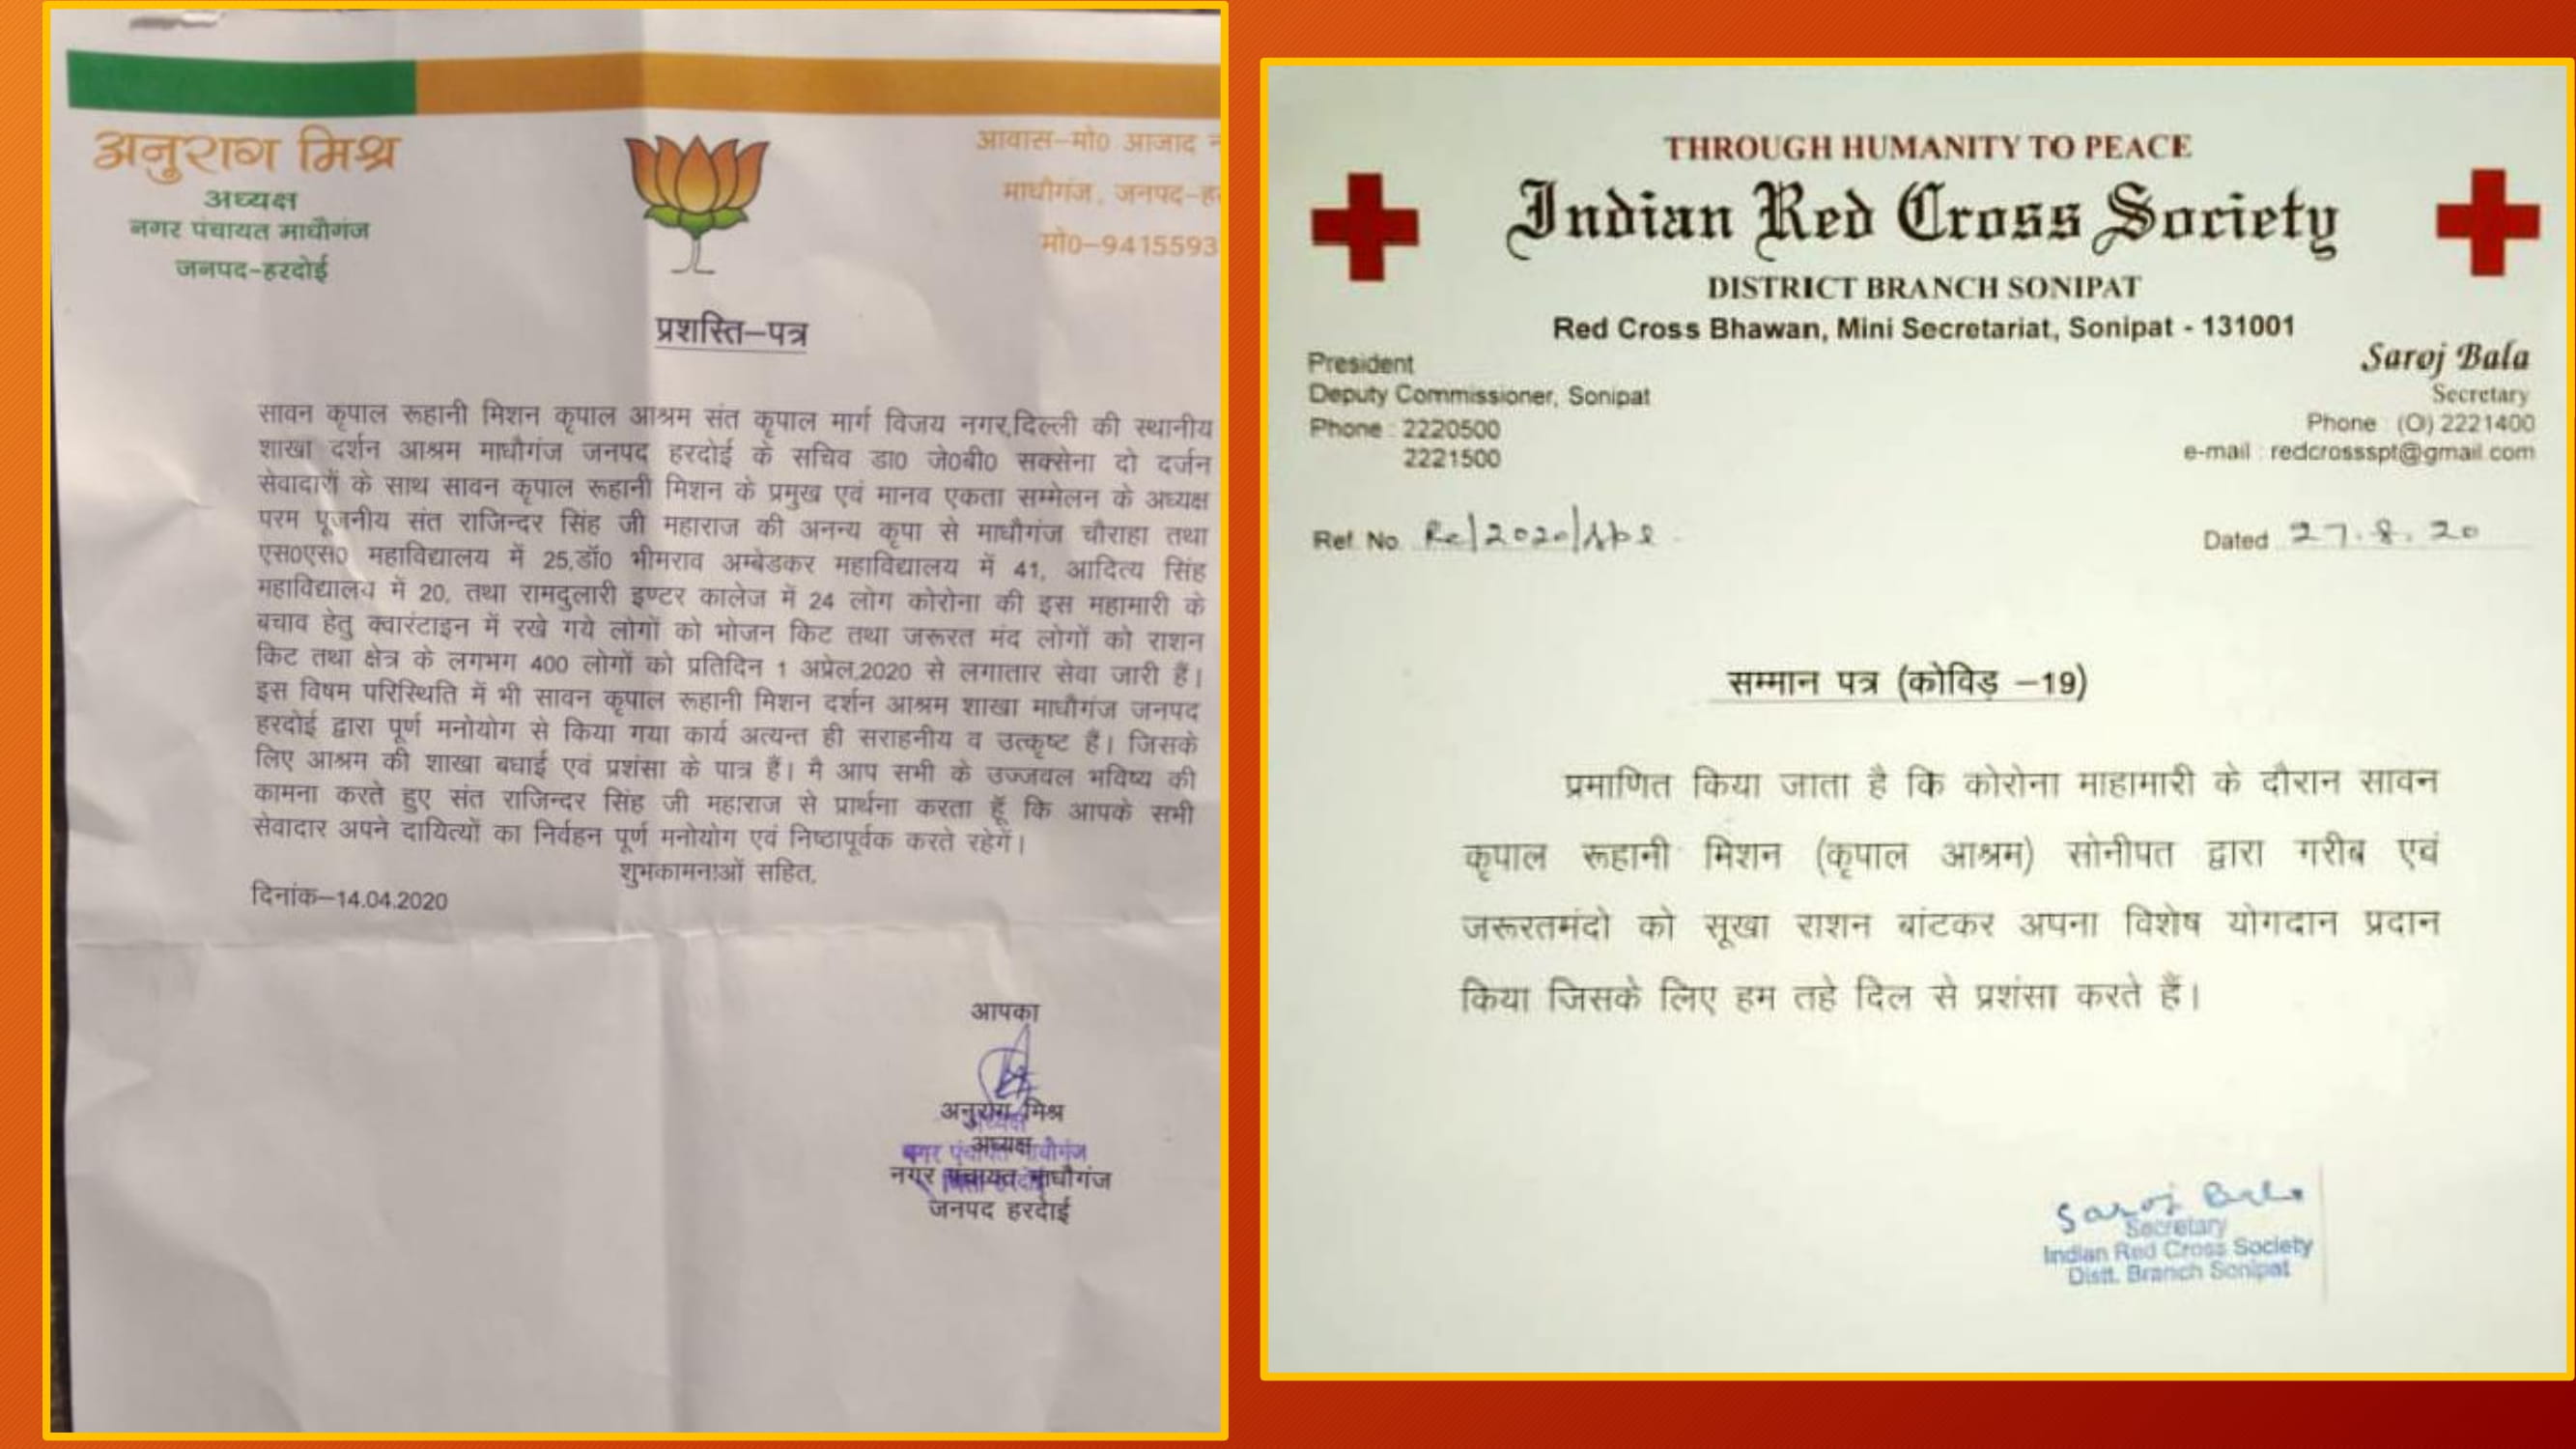 अनुराग मिश्र
अध्यक्ष
नगर पंचायत माधौगंज
जनपद-हरदोई
आवास–मो0 आजाद
माधौगंज, जनपद-ह
मो0–9415593
प्रशस्ति–पत्र
सावन कृपाल रूहानी मिशन कृपाल आश्रम संत कृपाल मार्ग विजय नगर,दिल्ली की स्थानीय
शाखा दर्शन आश्रम माधौगंज जनपद हरदोई के सचिव डा0 जे0बी0 सक्सेना दो दर्जन
सेवादारों के साथ सावन कृपाल रूहानी मिशन के प्रमुख एवं मानव एकता सम्मेलन के अध्यक्ष
परम पूजनीय संत राजिन्दर सिंह जी महाराज की अनन्य कृपा से माधौगंज चौराहा तथा
एस0एस0 महाविद्यालय में 25,डॉ0 भीमराव अम्बेडकर महाविद्यालय में 41, आदित्य सिंह
महाविद्यालय में 20, तथा रामदुलारी इण्टर कालेज में 24 लोग कोरोना की इस महामारी के
बचाव हेतु क्वारंटाइन में रखे गये लोगों को भोजन किट तथा जरूरत मंद लोगों को राशन
किट तथा क्षेत्र के लगभग 400 लोगों को प्रतिदिन 1 अप्रेल,2020 से लगातार सेवा जारी हैं।
इस विषम परिस्थिति में भी सावन कृपाल रूहानी मिशन दर्शन आश्रम शाखा माधौगंज जनपद
हरदोई द्वारा पूर्ण मनोयोग से किया गया कार्य अत्यन्त ही सराहनीय व उत्कृष्ट हैं। जिसके
लिए आश्रम की शाखा बधाई एवं प्रशंसा के पात्र हैं। मै आप सभी के उज्जवल भविष्य की
कामना करते हुए संत राजिन्दर सिंह जी महाराज से प्रार्थना करता हूँ कि आपके सभी
सेवादार अपने दायित्यों का निर्वहन पूर्ण मनोयोग एवं निष्ठापूर्वक करते रहेगें।
शुभकामनाओं सहित,
दिनांक–14.04.2020
आपका
अनुराग मिश्र
अध्यक्ष
नगर पंचायत माधौगंज
जनपद हरदोई
THROUGH HUMANITY TO PEACE
Indian Red Cross Society
DISTRICT BRANCH SONIPAT
Red Cross Bhawan, Mini Secretariat, Sonipat - 131001
President
Deputy Commissioner, Sonipat
Phone : 2220500
2221500
Saroj Bala
Secretary
Phone : (O) 2221400
e-mail : redcrossspt@gmail.com
Ref. No.
Dated 27.8.20
सम्मान पत्र (कोविड़ –19)
प्रमाणित किया जाता है कि कोरोना माहामारी के दौरान सावन
कृपाल रूहानी मिशन (कृपाल आश्रम) सोनीपत द्वारा गरीब एवं
जरूरतमंदो को सूखा राशन बांटकर अपना विशेष योगदान प्रदान
किया जिसके लिए हम तहे दिल से प्रशंसा करते हैं।
Saroj Bala
Secretary
Indian Red Cross Society
Distt. Branch Sonipat